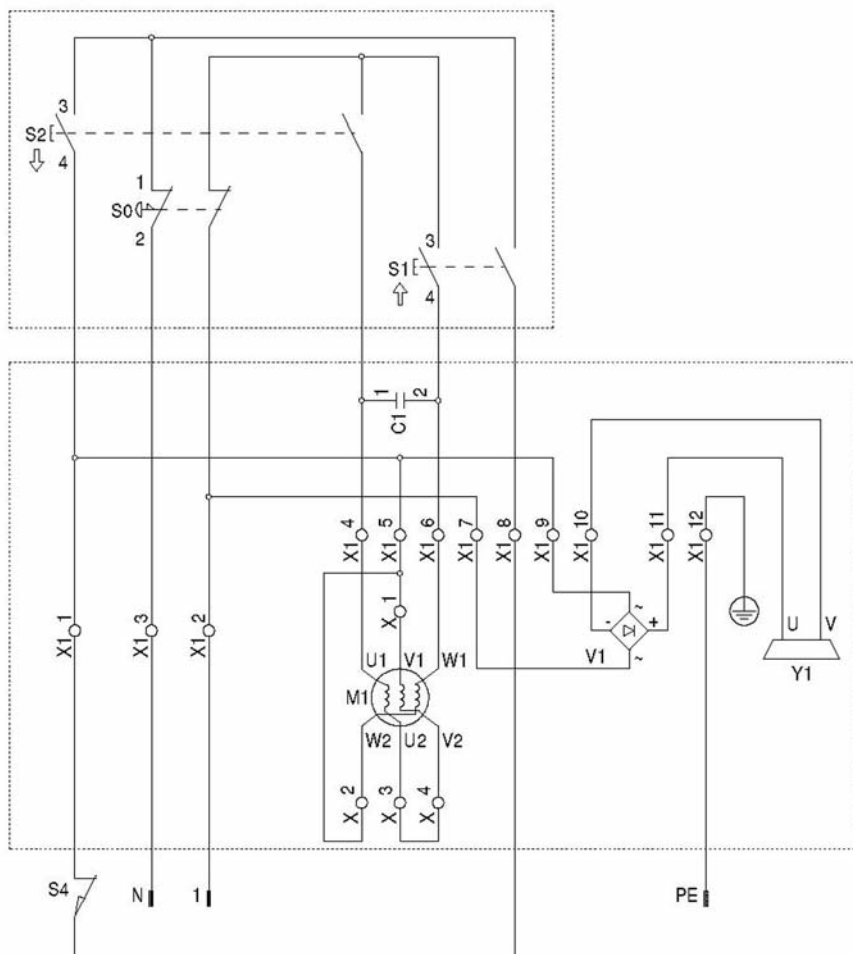 3
S2
4
1
S0
2
3
S1
4
1
2
C1
X1 4
X1 5
X1 6
X1 7
X1 8
X1 9
X1 10
X1 11
X1 12
X1 1
X1 3
X1 2
X 1
~
-
+
V1
~
U
V
Y1
U1
V1
W1
M1
W2
U2
V2
X 2
X 3
X 4
S4
N
1
PE